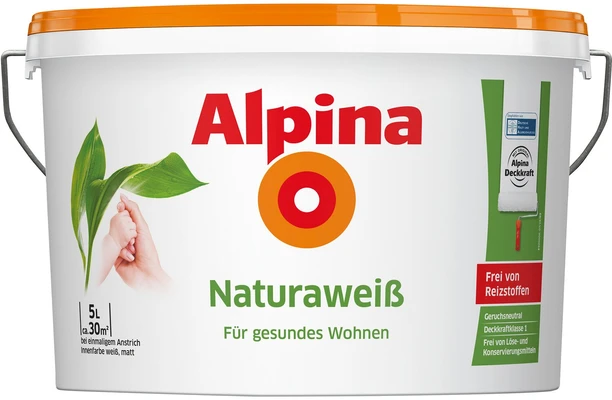 Alpina
Naturaweiß
Für gesundes Wohnen
5L
ca. 30m²
bei einmaligem Anstrich
Innenfarbe weiß, matt
Alpina
Deckkraft
Frei von
Reizstoffen
Geruchsneutral
Deckkraftklasse 1
Frei von Löse- und
Konservierungsmitteln